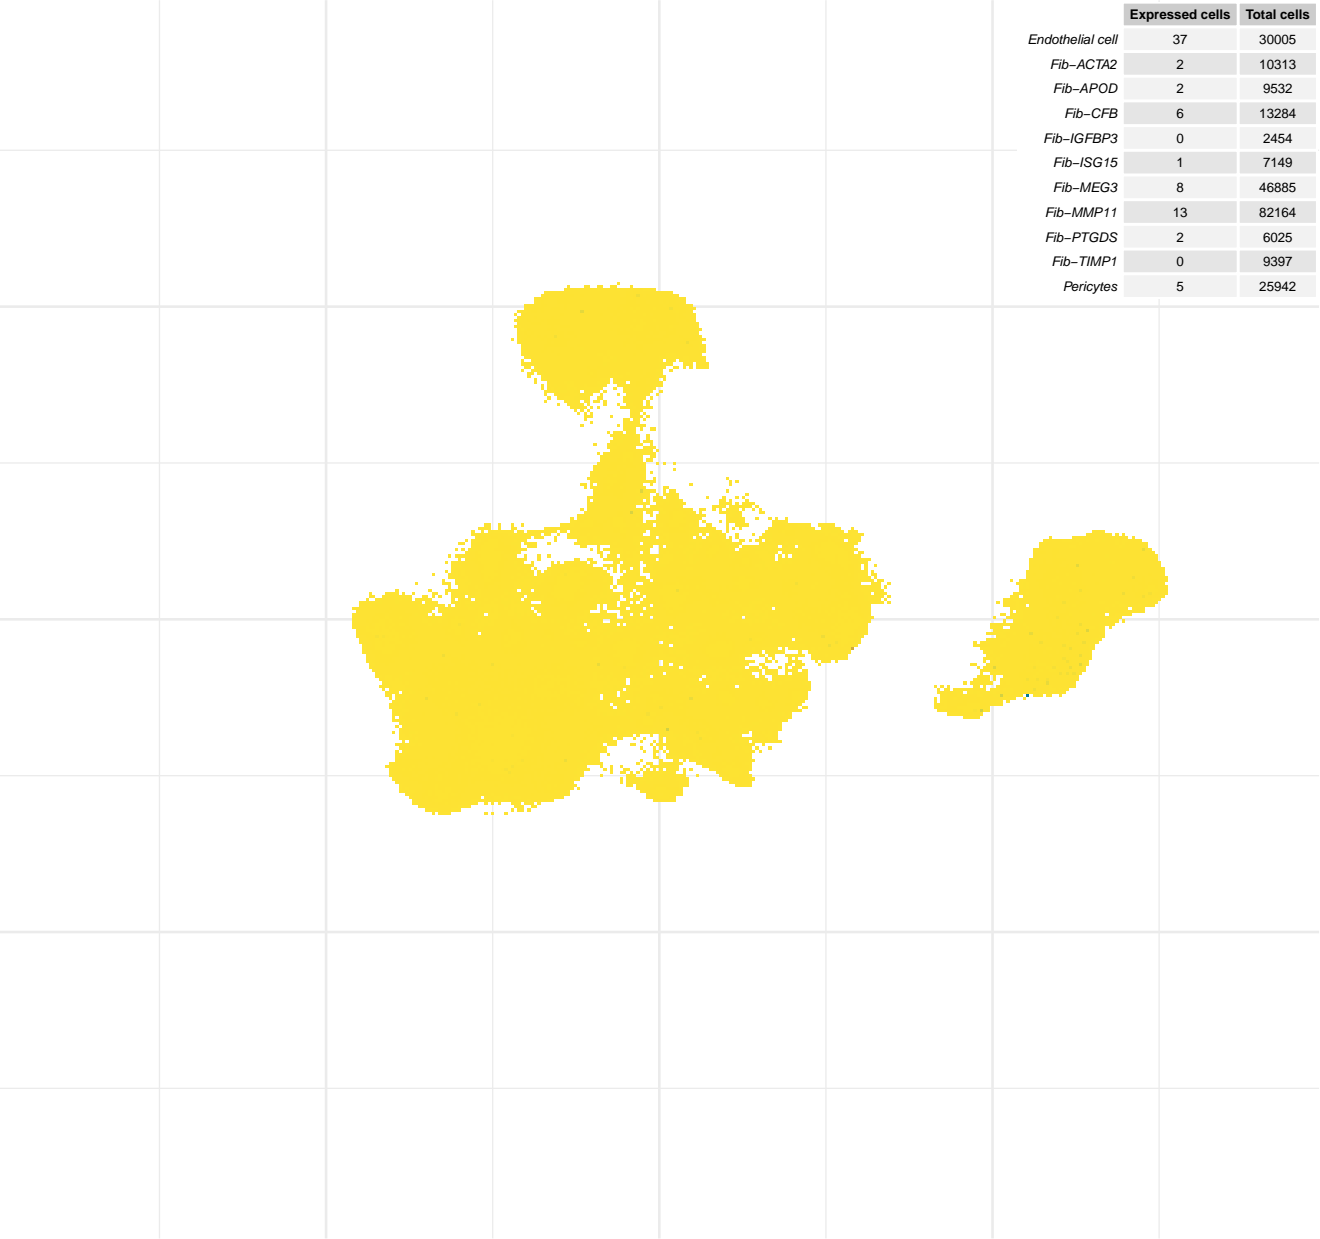 Expressed cells Total cells
Endothelial cell 37 30005
Fib−ACTA2 2 10313
Fib−APOD 2 9532
Fib−CFB 6 13284
Fib−IGFBP3 0 2454
Fib−ISG15 1 7149
Fib−MEG3 8 46885
Fib−MMP11 13 82164
Fib−PTGDS 2 6025
Fib−TIMP1 0 9397
Pericytes 5 25942